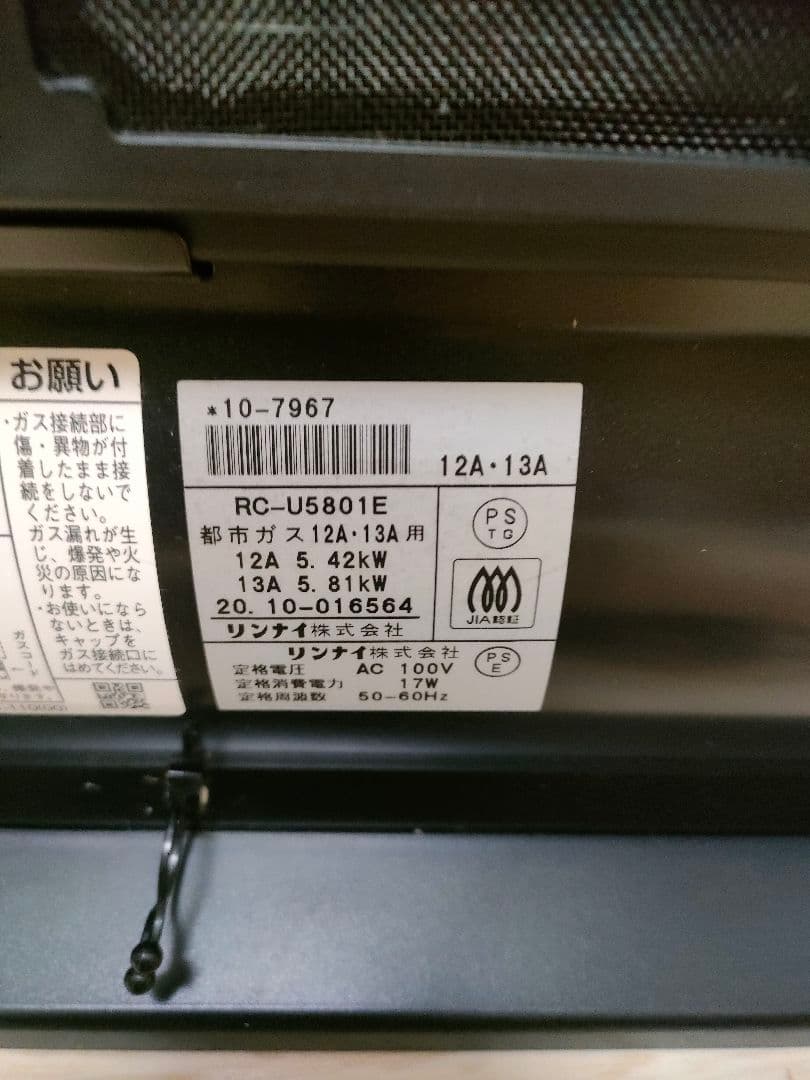 お願い
・ガス接続部に
傷・異物が付
着したまま接
続をしないで
ください。
ガス漏れが生
じ、爆発や火
災の原因にな
ります。
・お使いになら
ないときは、
キャップを
ガス接続口に
はめてください。
ガスコード
*10-7967
12A・13A
RC-U5801E
都市ガス12A・13A用
12A 5.42kW
13A 5.81kW
20.10-016564
リンナイ株式会社
PS
TG
JIA認証
リンナイ株式会社
定格電圧 AC 100V
定格消費電力 17W
定格周波数 50-60Hz
PS
E